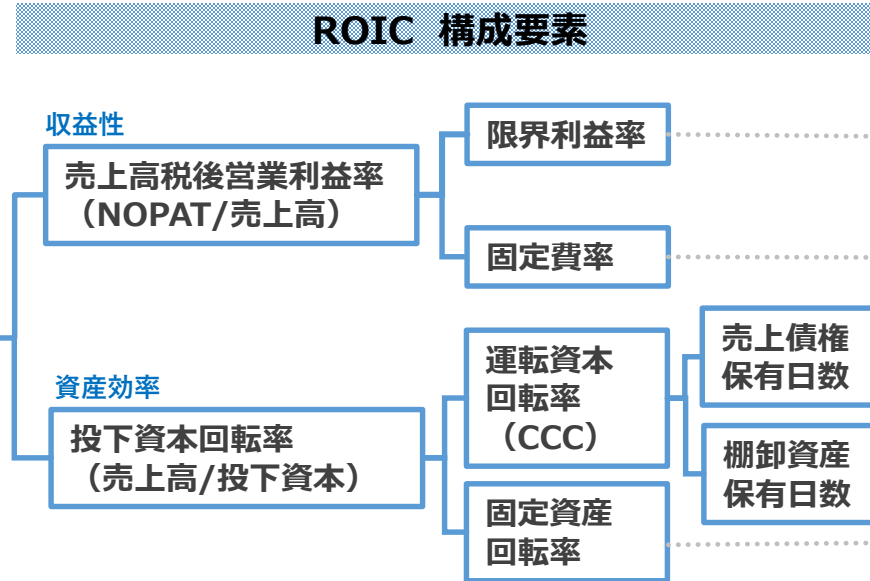 ROIC 構成要素
収益性
売上高税後営業利益率
（NOPAT/売上高）
限界利益率
固定費率
資産効率
投下資本回転率
（売上高/投下資本）
運転資本
回転率
（CCC）
固定資産
回転率
売上債権
保有日数
棚卸資産
保有日数